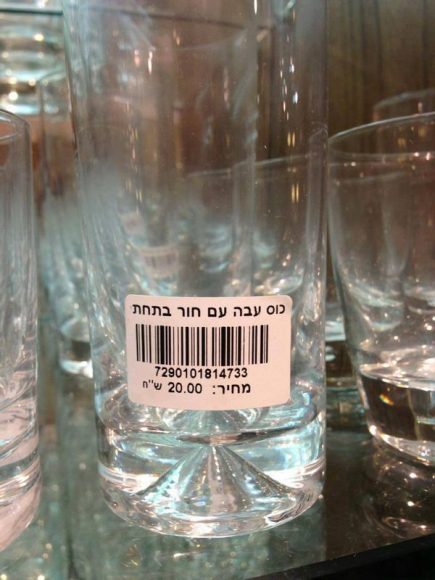 כוס עבה עם חור בתחת
7290101814733
מחיר: 20.00 ש''ח